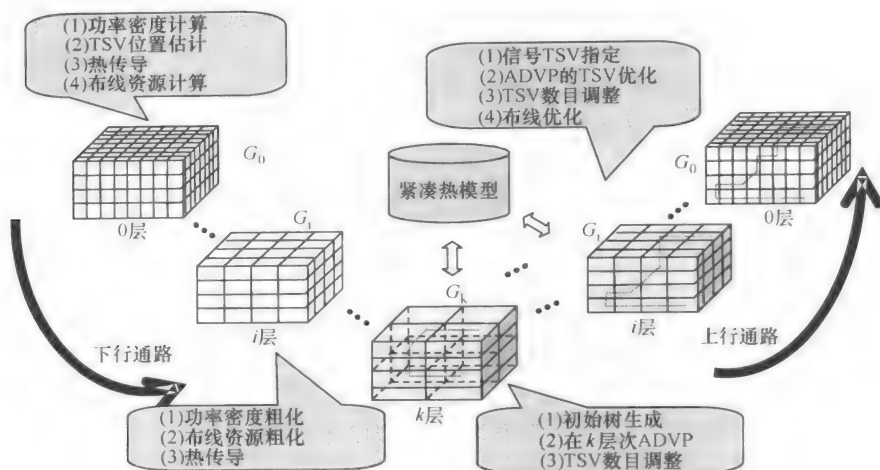 (1)功率密度计算
(2)TSV位置估计
(3)热传导
(4)布线资源计算
(1)信号TSV指定
(2)ADVP的TSV优化
(3)TSV数目调整
(4)布线优化
G₀
0层
紧凑热模型
G₀
0层
Gᵢ
i层
Gₖ
k层
Gᵢ
i层
下行通路
上行通路
(1)功率密度粗化
(2)布线资源粗化
(3)热传导
(1)初始树生成
(2)在k层次ADVP
(3)TSV数目调整